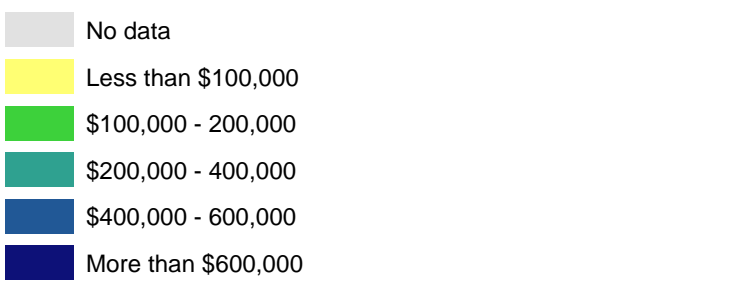 No data
Less than $100,000
$100,000 - 200,000
$200,000 - 400,000
$400,000 - 600,000
More than $600,000